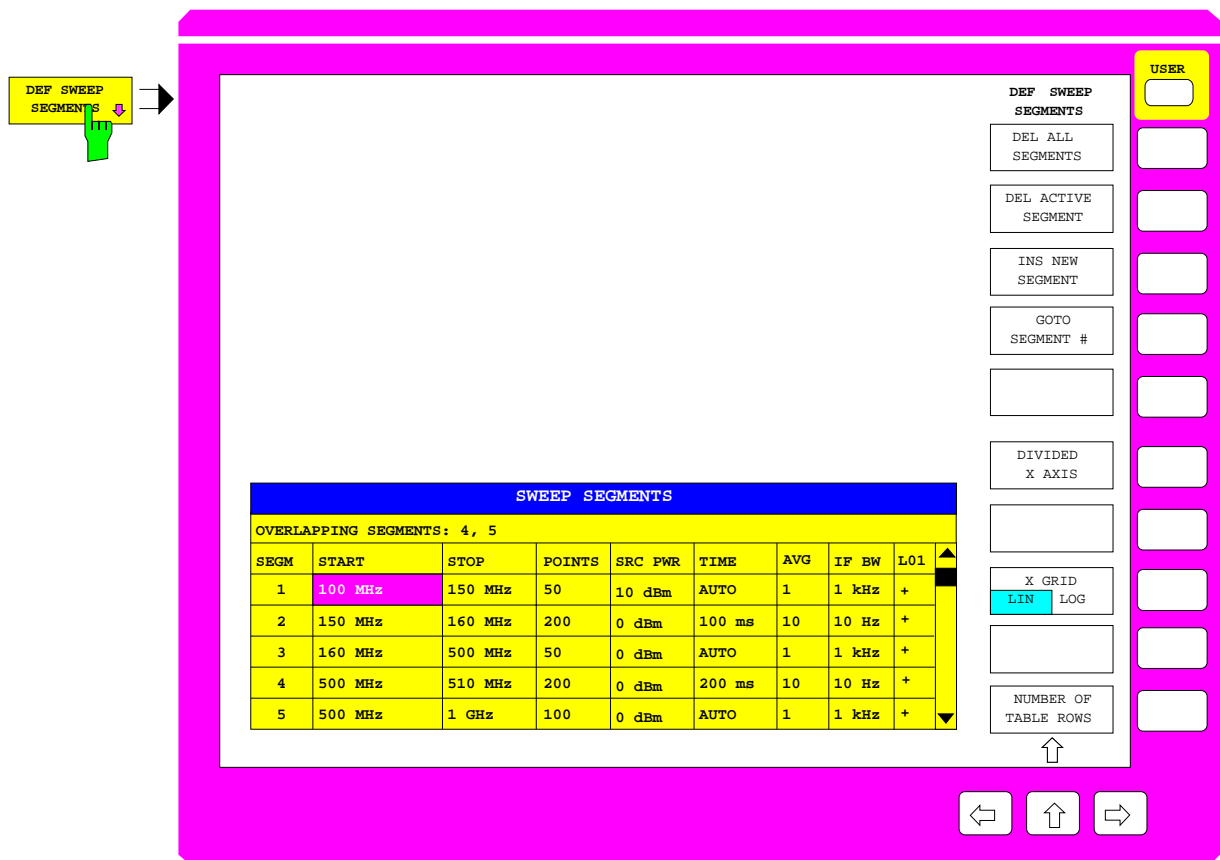 DEF SWEEP
SEGMENTS
USER
DEF SWEEP
SEGMENTS
DEL ALL
SEGMENTS
DEL ACTIVE
SEGMENT
INS NEW
SEGMENT
GOTO
SEGMENT #
DIVIDED
X AXIS
X GRID
LIN LOG
NUMBER OF
TABLE ROWS
SWEEP SEGMENTS
OVERLAPPING SEGMENTS: 4, 5
SEGM START STOP POINTS SRC PWR TIME AVG IF BW L01
1 100 MHz 150 MHz 50 10 dBm AUTO 1 1 kHz +
2 150 MHz 160 MHz 200 0 dBm 100 ms 10 10 Hz +
3 160 MHz 500 MHz 50 0 dBm AUTO 1 1 kHz +
4 500 MHz 510 MHz 200 0 dBm 200 ms 10 10 Hz +
5 500 MHz 1 GHz 100 0 dBm AUTO 1 1 kHz +